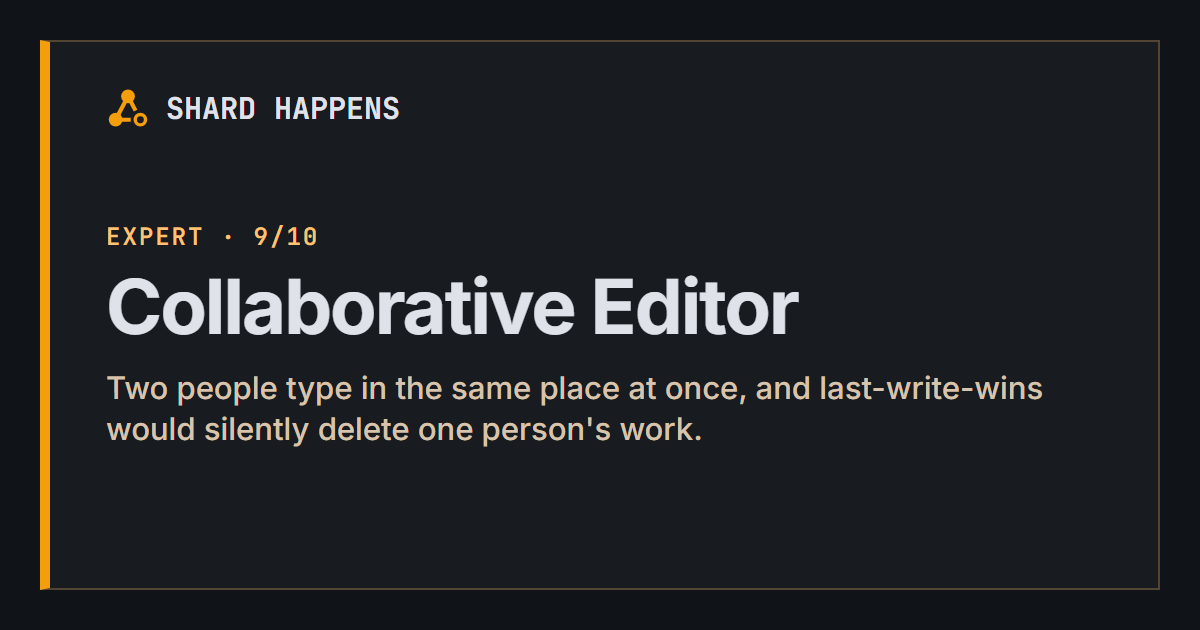 SHARD HAPPENS
EXPERT · 9/10
Collaborative Editor
Two people type in the same place at once, and last-write-wins
would silently delete one person's work.